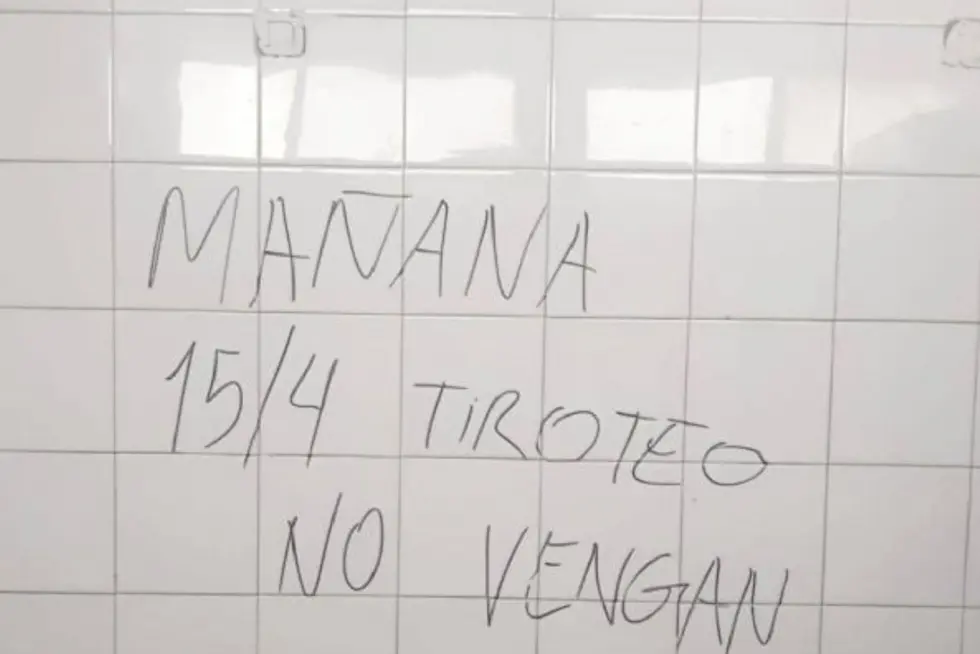 MAÑANA
15/4 TIROTEO
NO VENGAN